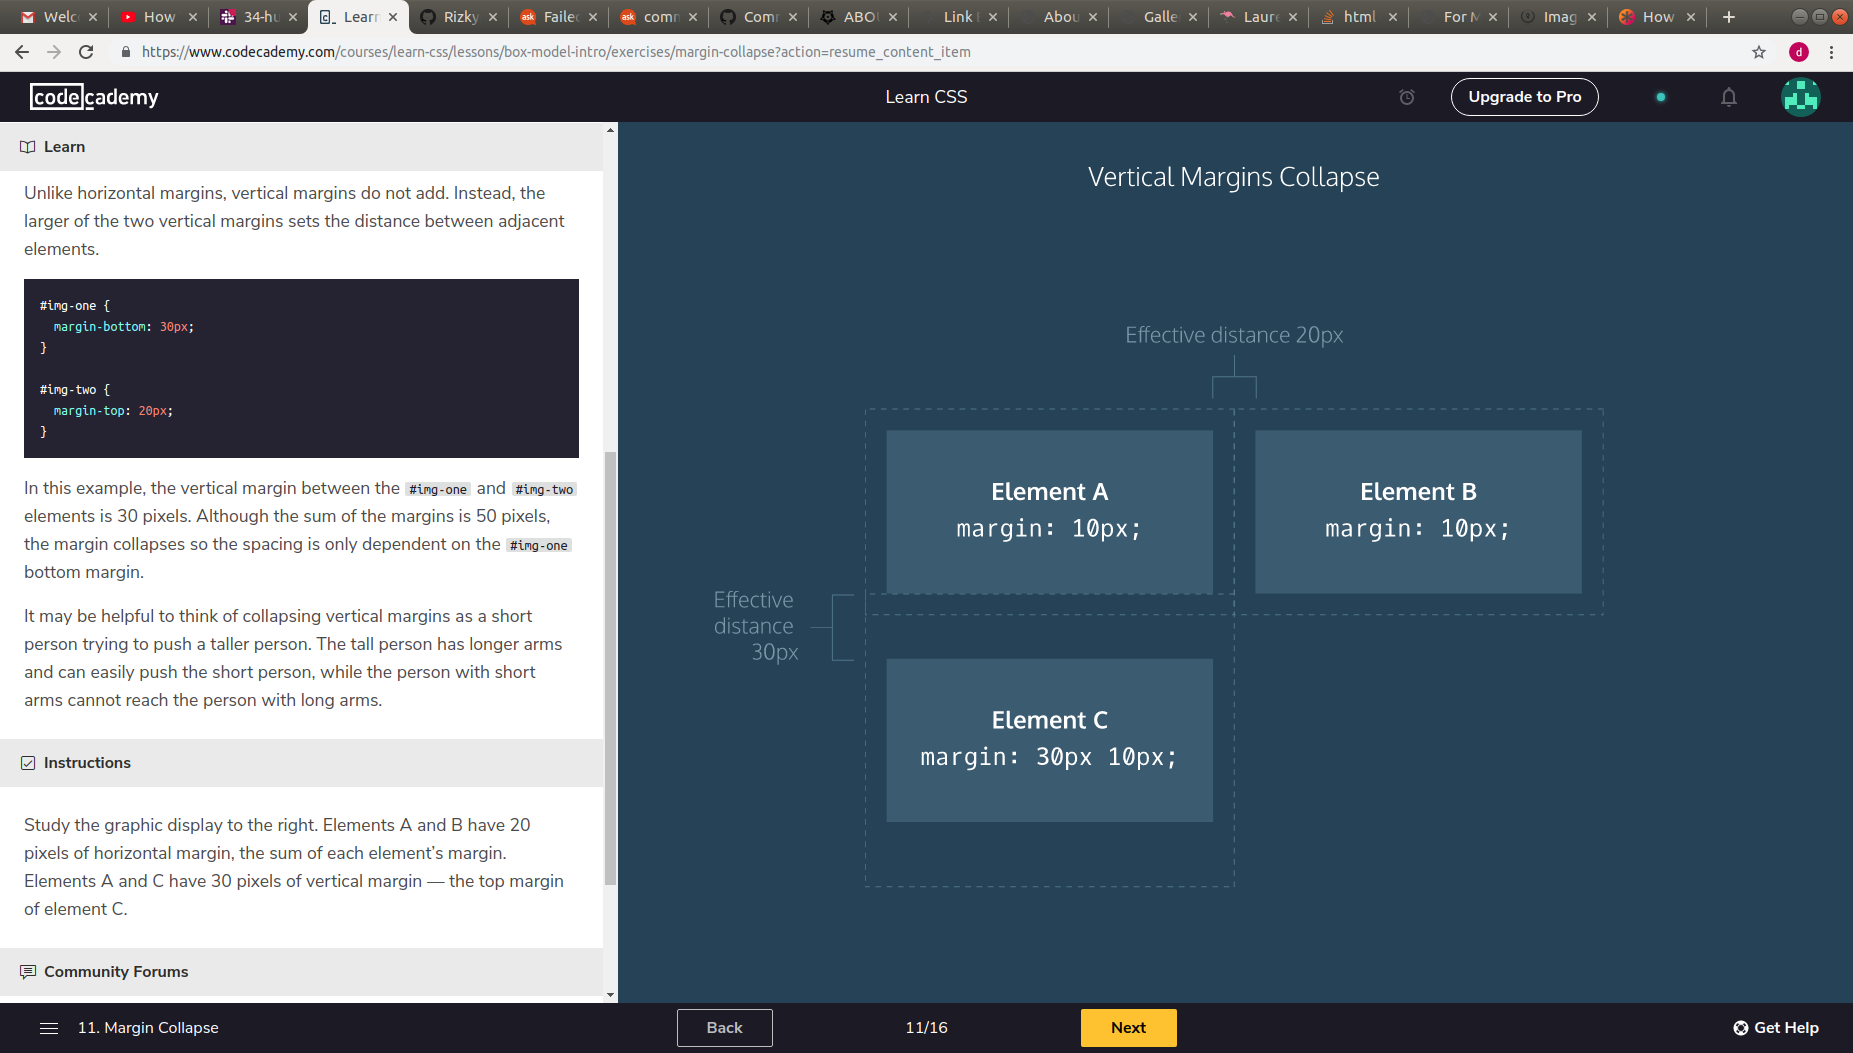 Welc
How
34-hu
Learn
Rizky
Failed
comm
Comm
ABOU
Link
Abou
Galle
Laure
html
For M
Imag
How
https://www.codecademy.com/courses/learn-css/lessons/box-model-intro/exercises/margin-collapse?action=resume_content_item
d
codecademy
Learn CSS
Upgrade to Pro
Learn
Unlike horizontal margins, vertical margins do not add. Instead, the
larger of the two vertical margins sets the distance between adjacent
elements.
#img-one {
margin-bottom: 30px;
}
#img-two {
margin-top: 20px;
}
In this example, the vertical margin between the #img-one and #img-two
elements is 30 pixels. Although the sum of the margins is 50 pixels,
the margin collapses so the spacing is only dependent on the #img-one
bottom margin.
It may be helpful to think of collapsing vertical margins as a short
person trying to push a taller person. The tall person has longer arms
and can easily push the short person, while the person with short
arms cannot reach the person with long arms.
Instructions
Study the graphic display to the right. Elements A and B have 20
pixels of horizontal margin, the sum of each element’s margin.
Elements A and C have 30 pixels of vertical margin — the top margin
of element C.
Community Forums
Vertical Margins Collapse
Effective distance 20px
Element A
margin: 10px;
Element B
margin: 10px;
Effective
distance
30px
Element C
margin: 30px 10px;
11. Margin Collapse
Back
11/16
Next
Get Help